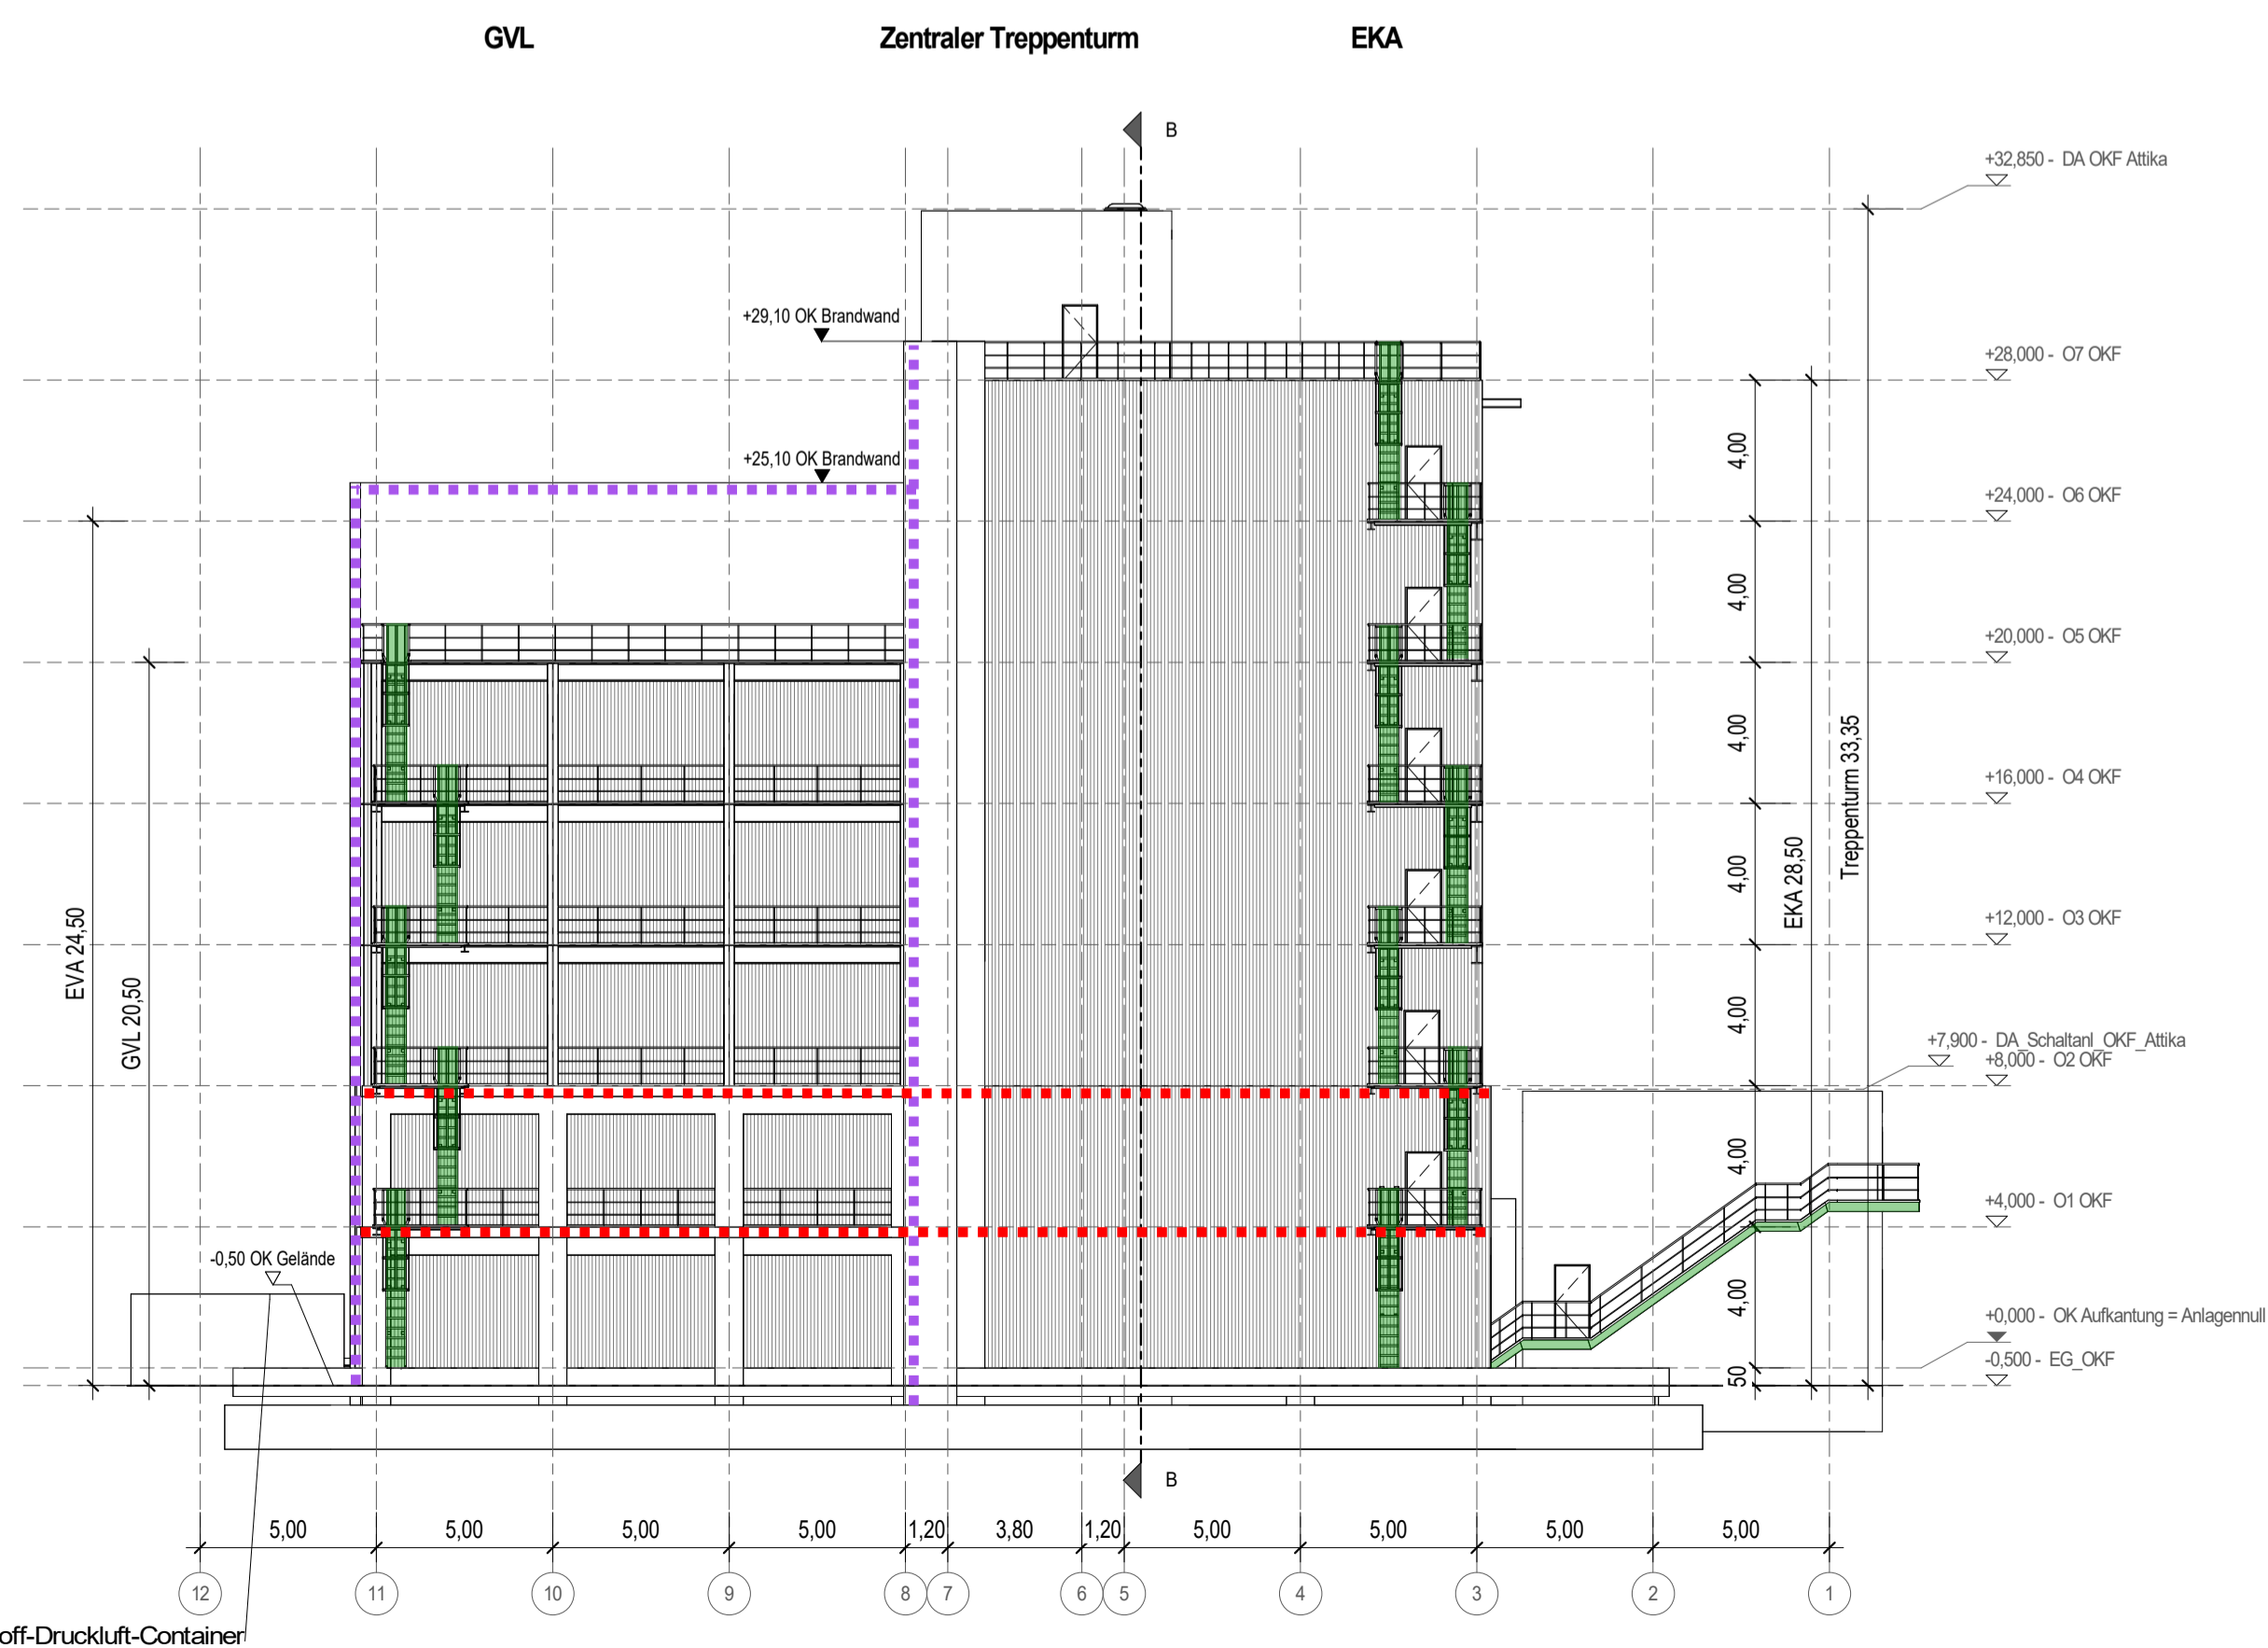 GVL
Zentraler Treppenturm
EKA
B
+32,850 - DA OKF Attika
+29,10 OK Brandwand
+28,000 - O7 OKF
+25,10 OK Brandwand
4,00
+24,000 - O6 OKF
4,00
+20,000 - O5 OKF
4,00
Treppenturm 33,35
+16,000 - O4 OKF
4,00
EKA 28,50
EVA 24,50
+12,000 - O3 OKF
GVL 20,50
4,00
+7,900 - DA_Schaltanl_OKF_Attika
+8,000 - O2 OKF
4,00
+4,000 - O1 OKF
-0,50 OK Gelände
4,00
+0,000 - OK Aufkantung = Anlagennull
-0,500 - EG_OKF
50
B
5,00 5,00 5,00 5,00 1,20 3,80 1,20 5,00 5,00 5,00 5,00
12 11 10 9 8 7 6 5 4 3 2 1
off-Druckluft-Container